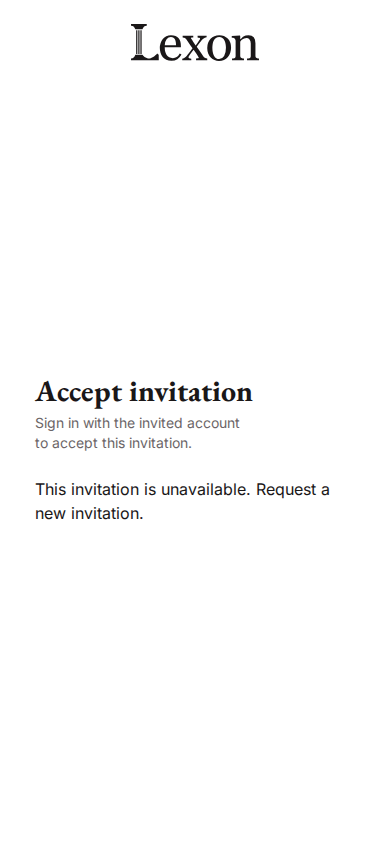 Lexon
Accept invitation
Sign in with the invited account
to accept this invitation.
This invitation is unavailable. Request a
new invitation.